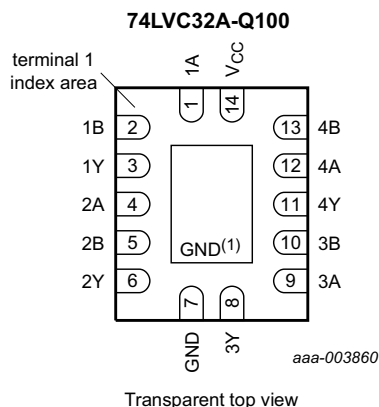 74LVC32A-Q100
terminal 1
index area
1A
VCC
1
14
1B 2 13 4B
1Y 3 12 4A
2A 4 11 4Y
2B 5 10 3B
2Y 6 9 3A
GND(1)
7
8
GND
3Y
aaa-003860
Transparent top view